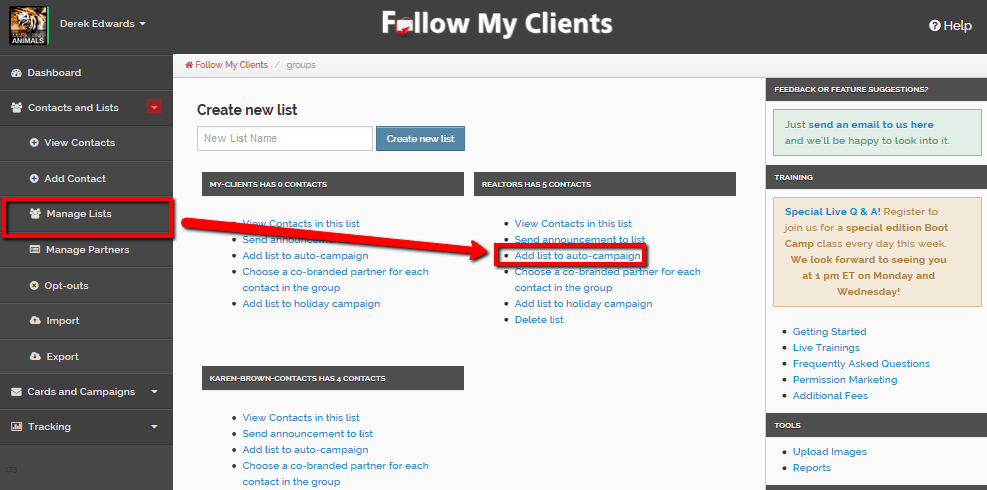 MARKETING
ANIMALS
Derek Edwards
Follow My Clients
Help
Dashboard
Contacts and Lists
View Contacts
Add Contact
Manage Lists
Manage Partners
Opt-outs
Import
Export
Cards and Campaigns
Tracking
123
Follow My Clients / groups
Create new list
New List Name
Create new list
MY-CLIENTS HAS 0 CONTACTS
View Contacts in this list
Send announcement
Add list to auto-campaign
Choose a co-branded partner for each
contact in the group
Add list to holiday campaign
REALTORS HAS 5 CONTACTS
View Contacts in this list
Send announcement to list
Add list to auto-campaign
Choose a co-branded partner for each
contact in the group
Add list to holiday campaign
Delete list
KAREN-BROWN-CONTACTS HAS 4 CONTACTS
View Contacts in this list
Send announcement to list
Add list to auto-campaign
Choose a co-branded partner for each
contact in the group
FEEDBACK OR FEATURE SUGGESTIONS?
Just send an email to us here
and we'll be happy to look into it.
TRAINING
Special Live Q & A! Register to
join us for a special edition Boot
Camp class every day this week.
We look forward to seeing you
at 1 pm ET on Monday and
Wednesday!
Getting Started
Live Trainings
Frequently Asked Questions
Permission Marketing
Additional Fees
TOOLS
Upload Images
Reports